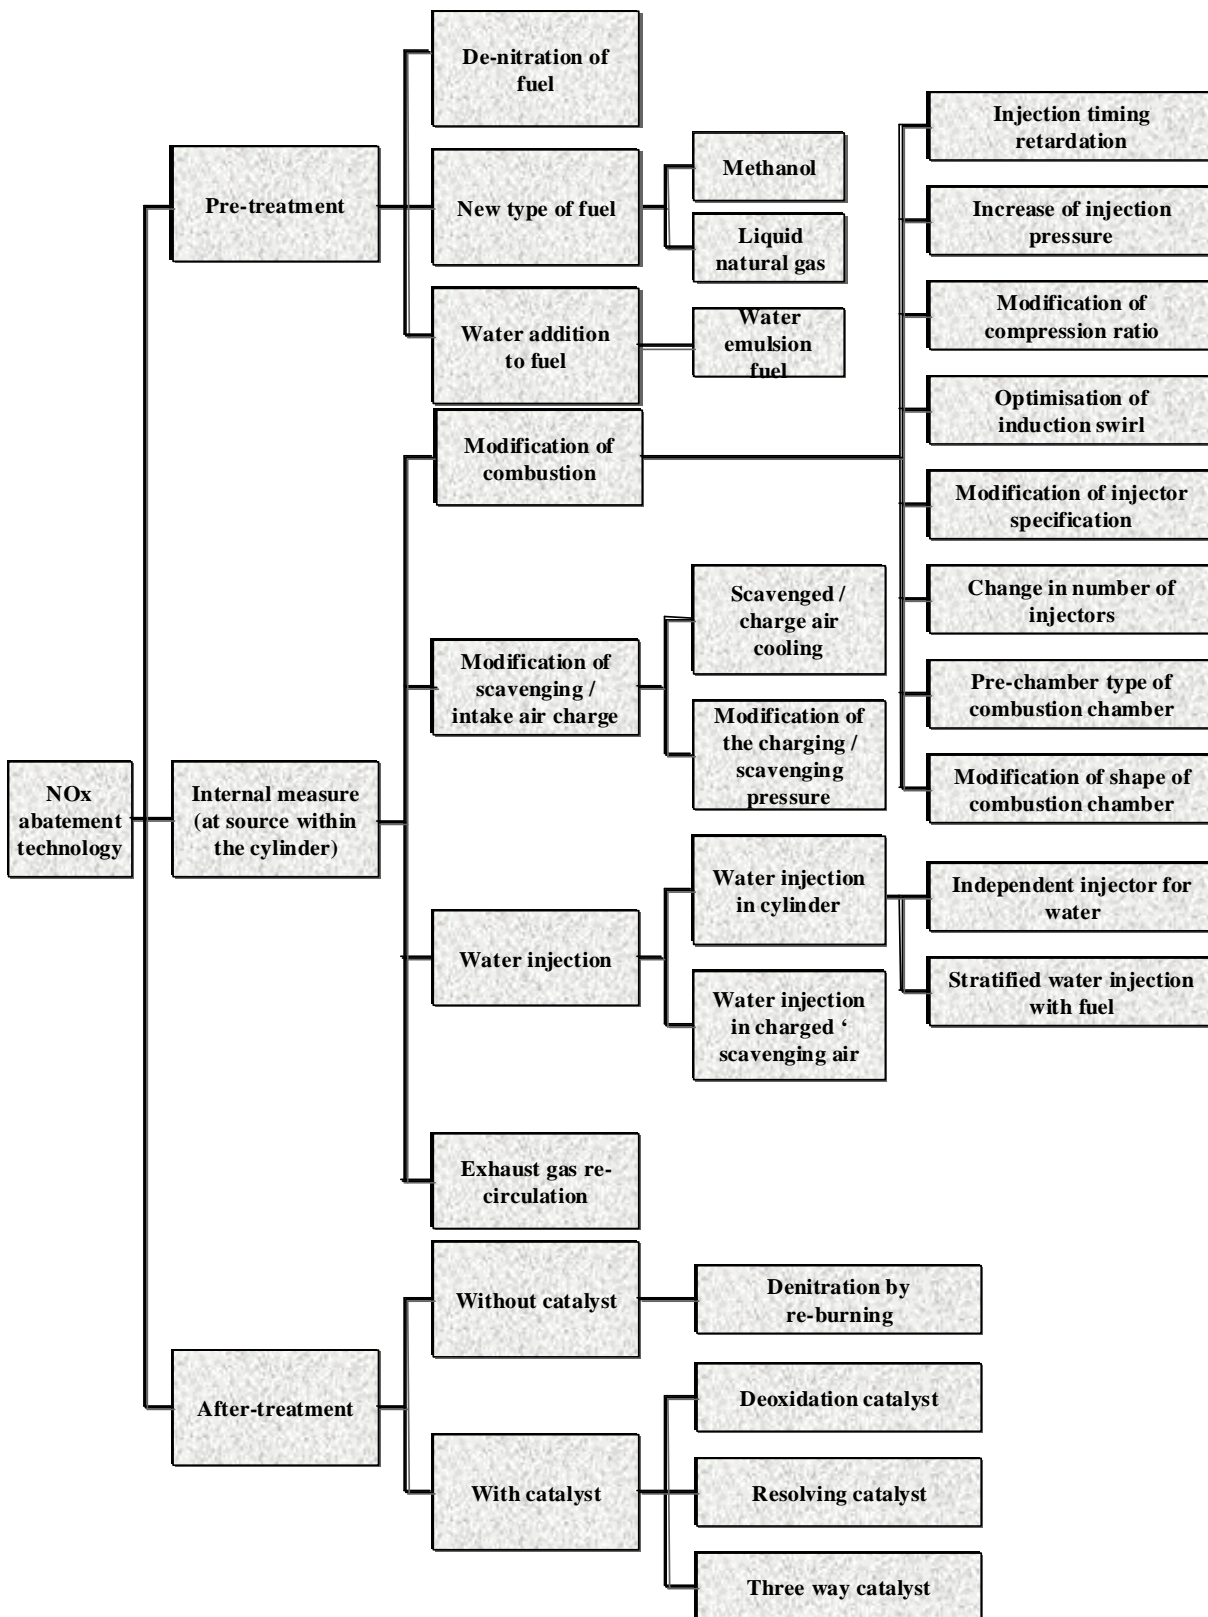 NOx
abatement
technology
Pre-treatment
De-nitration of
fuel
New type of fuel
Methanol
Liquid
natural gas
Water addition
to fuel
Water
emulsion
fuel
Internal measure
(at source within
the cylinder)
Modification of
combustion
Injection timing
retardation
Increase of injection
pressure
Modification of
compression ratio
Optimisation of
induction swirl
Modification of injector
specification
Change in number of
injectors
Pre-chamber type of
combustion chamber
Modification of shape of
combustion chamber
Modification of
scavenging /
intake air charge
Scavenged /
charge air
cooling
Modification of
the charging /
scavenging
pressure
Water injection
Water injection
in cylinder
Independent injector for
water
Stratified water injection
with fuel
Water injection
in charged ‘
scavenging air
Exhaust gas re-
circulation
After-treatment
Without catalyst
Denitration by
re-burning
With catalyst
Deoxidation catalyst
Resolving catalyst
Three way catalyst